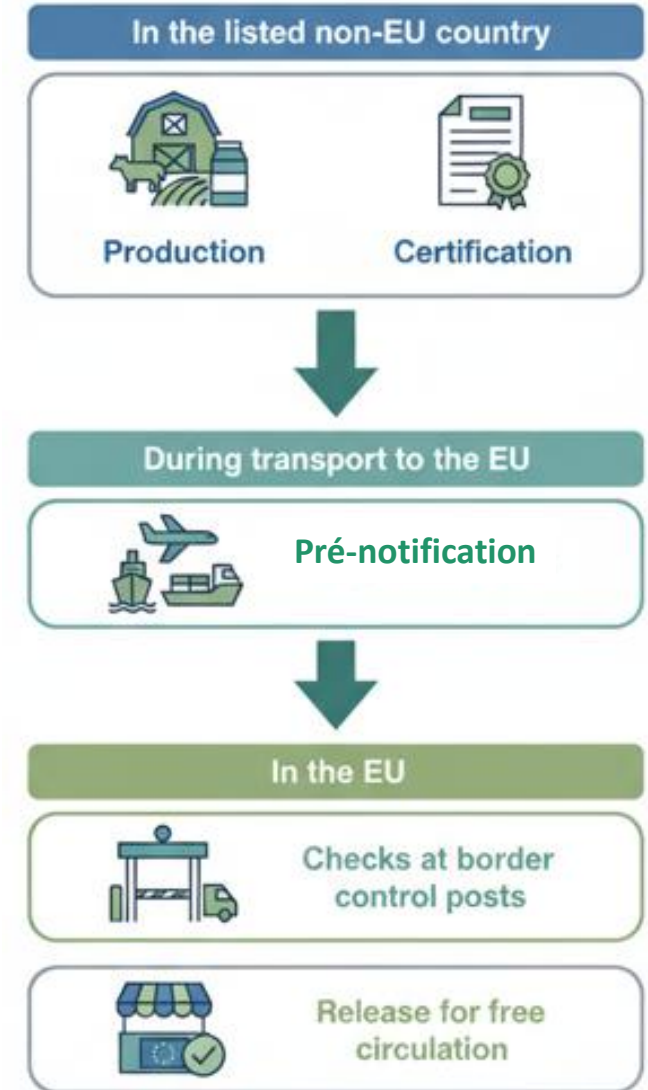 In the listed non-EU country
Production
Certification
During transport to the EU
Pré-notification
In the EU
Checks at border
control posts
Release for free
circulation